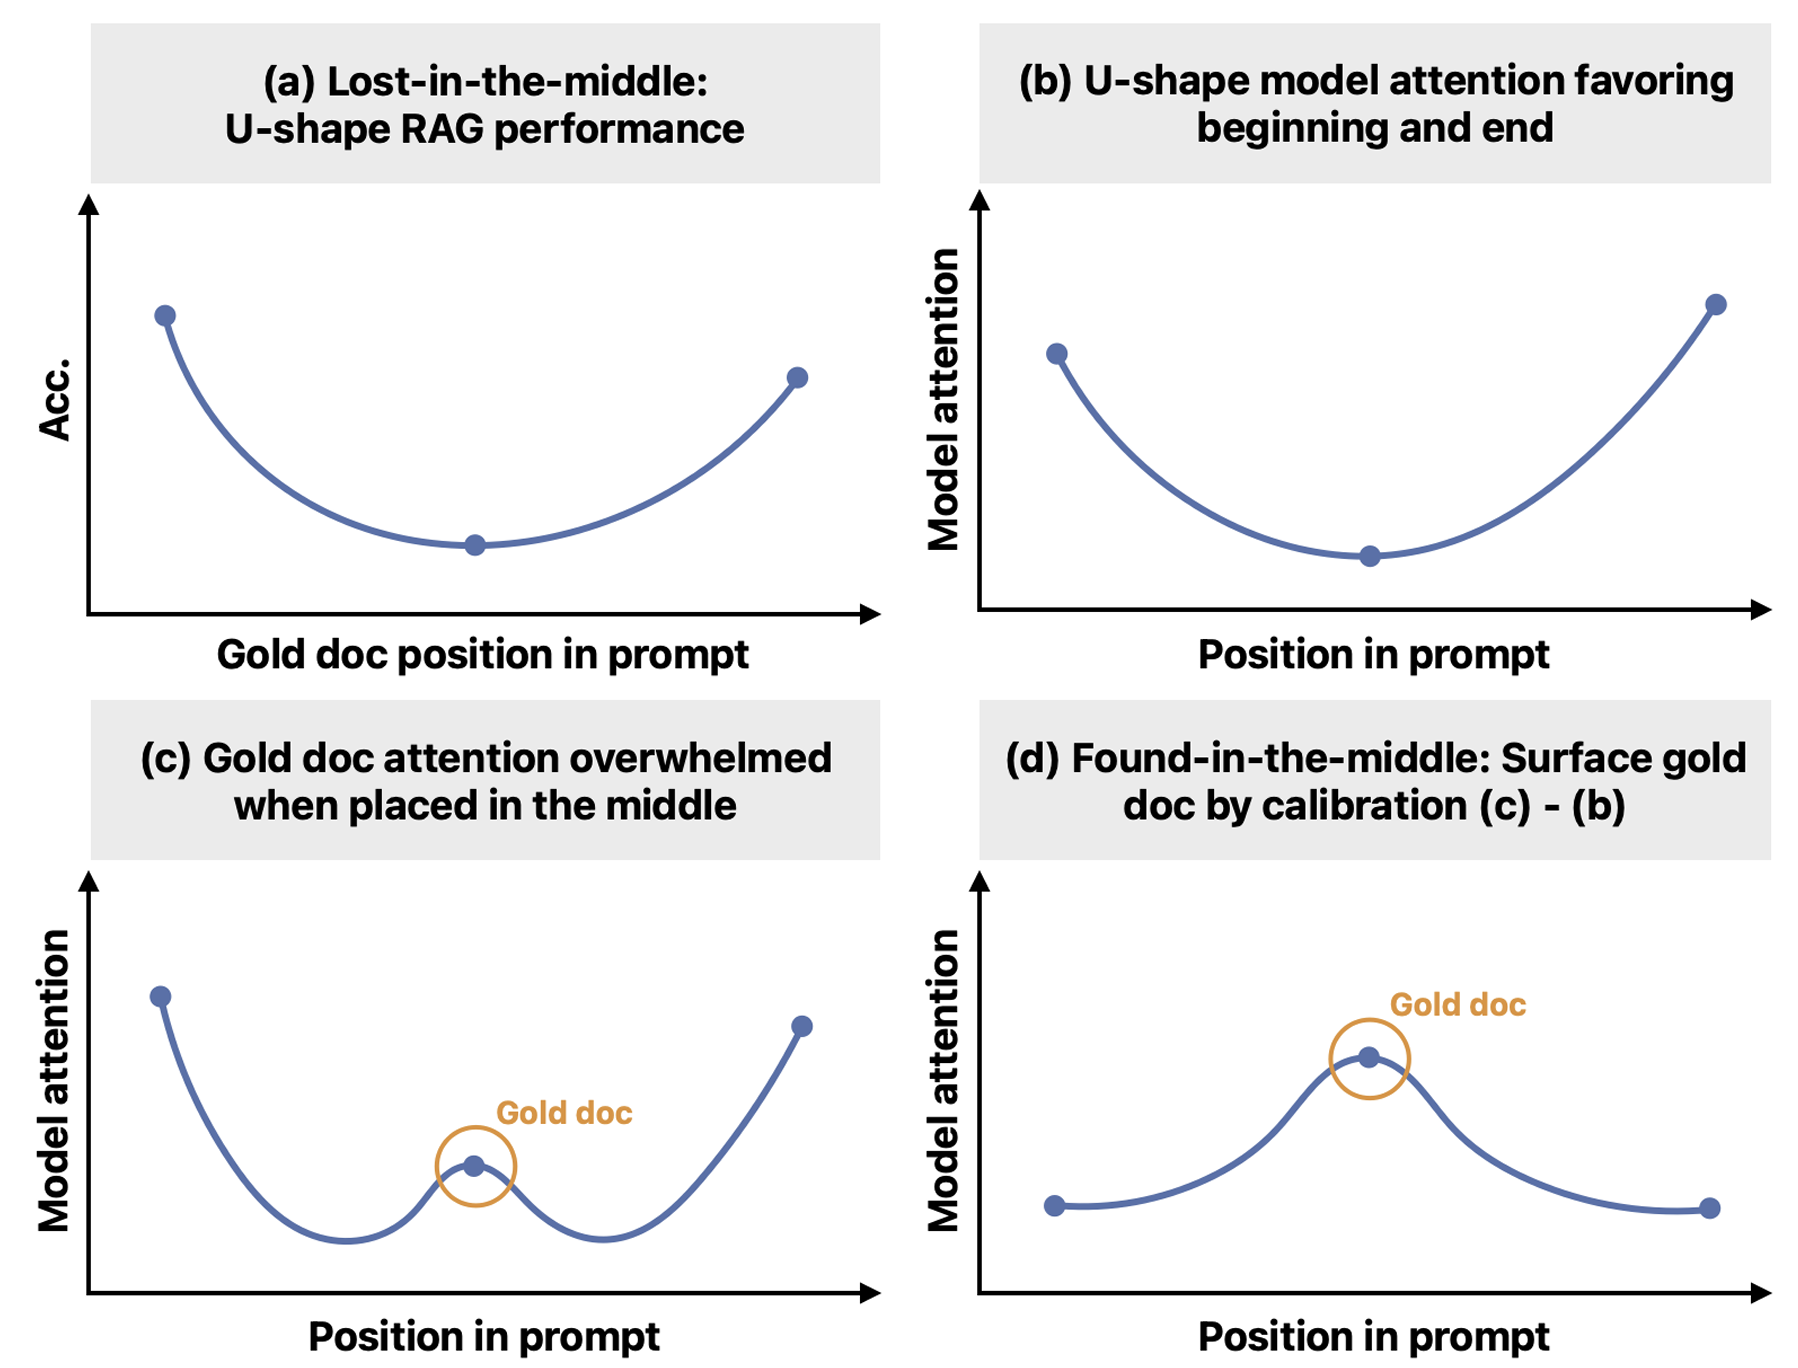 (a) Lost-in-the-middle:
U-shape RAG performance
Acc.
Gold doc position in prompt
(b) U-shape model attention favoring
beginning and end
Model attention
Position in prompt
(c) Gold doc attention overwhelmed
when placed in the middle
Model attention
Gold doc
Position in prompt
(d) Found-in-the-middle: Surface gold
doc by calibration (c) - (b)
Model attention
Gold doc
Position in prompt